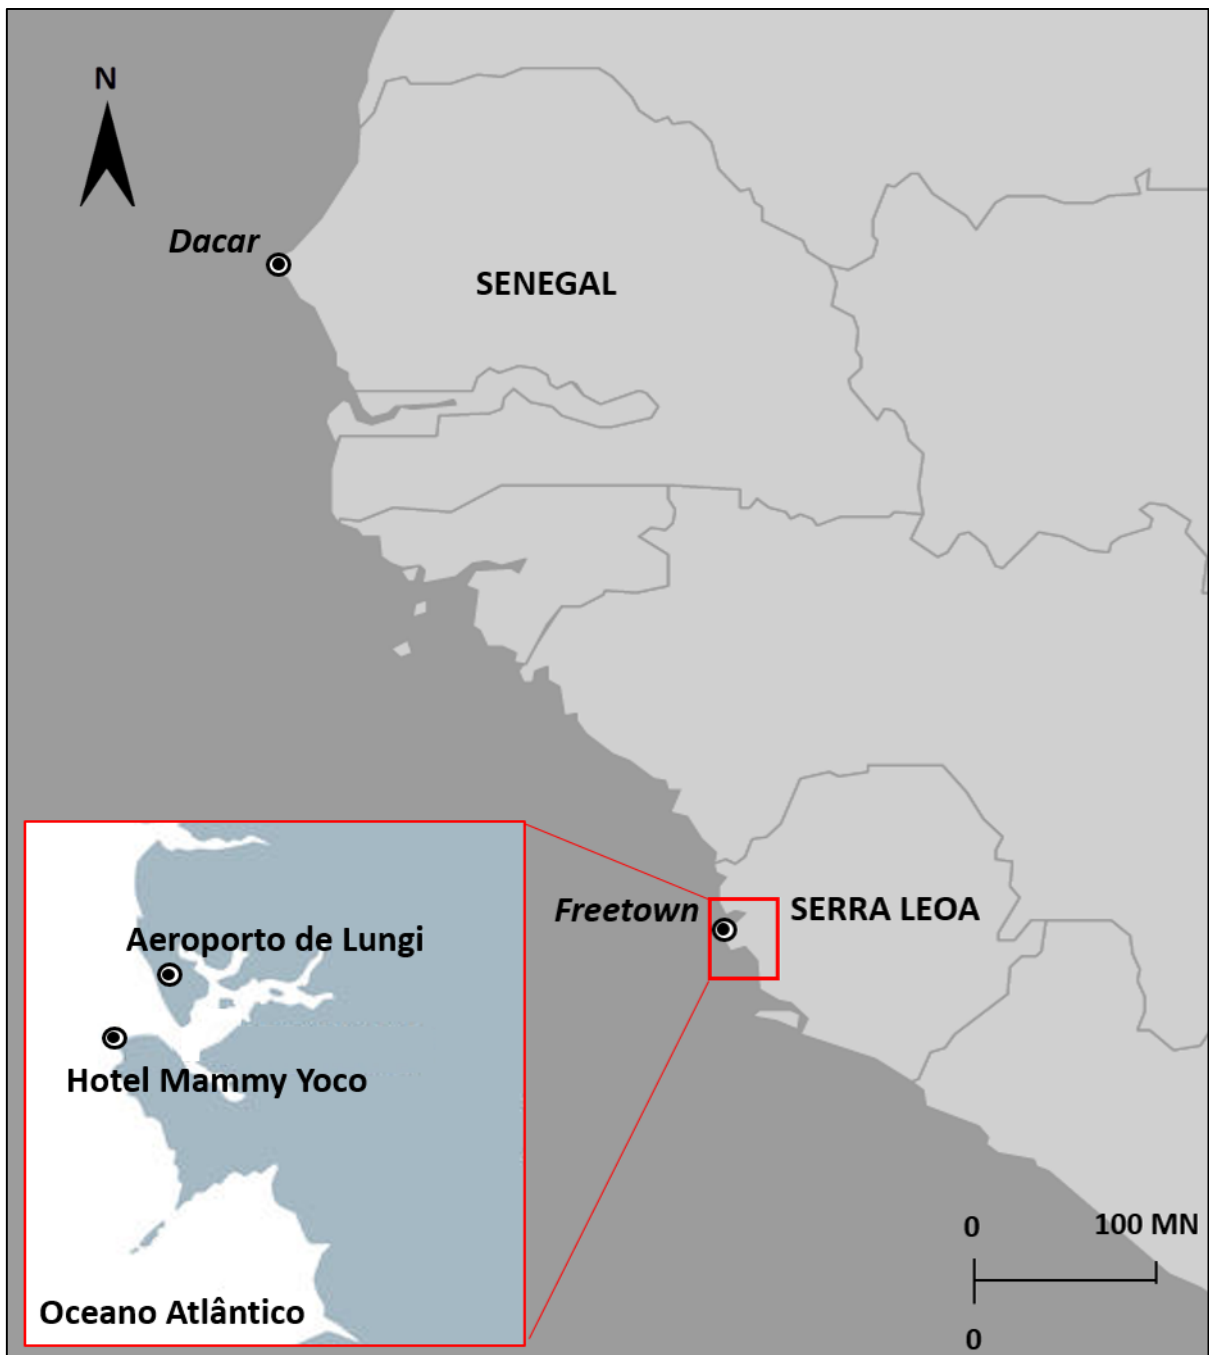 N
Dacar
SENEGAL
Freetown
SERRA LEOA
Aeroporto de Lungi
Hotel Mammy Yoco
Oceano Atlântico
0 100 MN
0